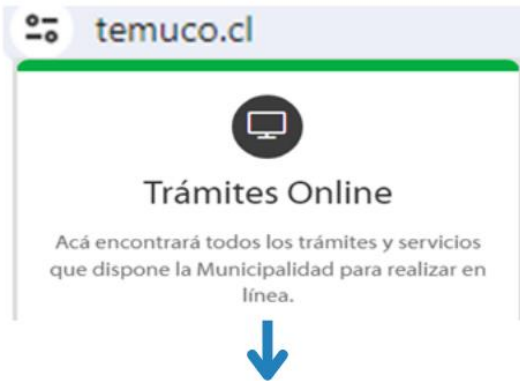 temuco.cl
Trámites Online
Acá encontrará todos los trámites y servicios
que dispone la Municipalidad para realizar en
línea.